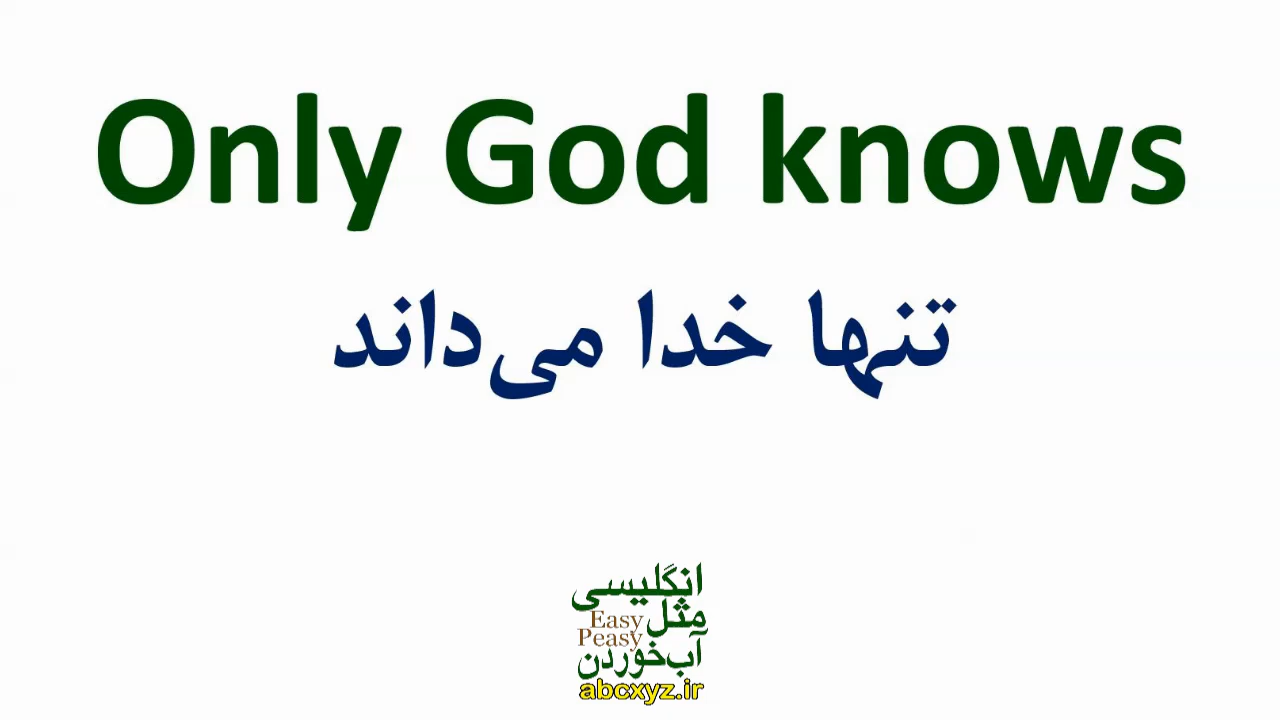 Only God knows
تنها خدا می‌داند
انگلیسی
مثل
Easy
Peasy
آب‌خوردن
abcxyz.ir